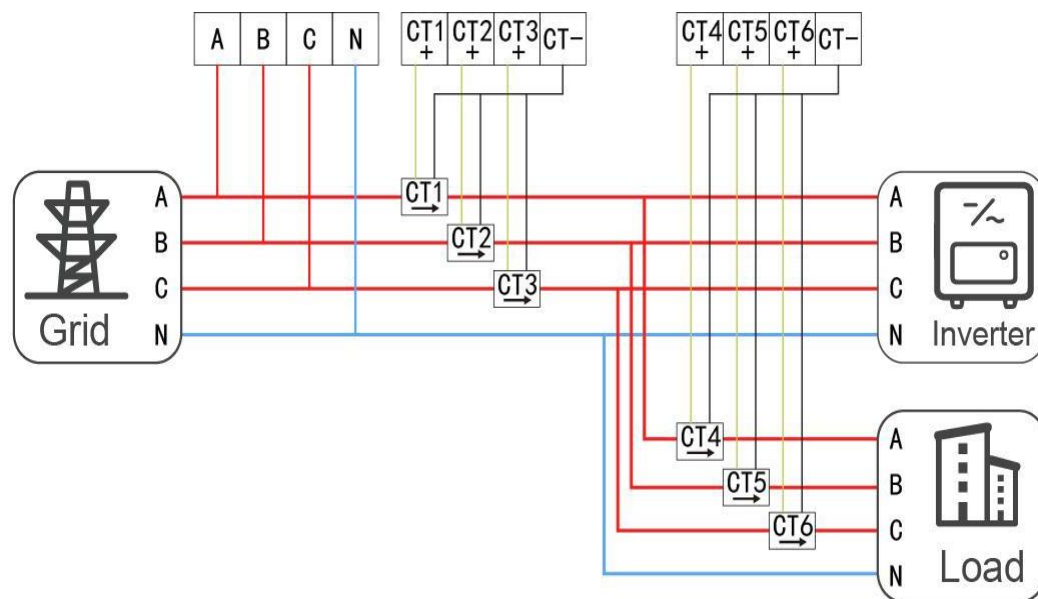 A B C N CT1 CT2 CT3 CT- CT4 CT5 CT6 CT-
+ + + + + +
A CT1 A
B CT2 B
C CT3 C
Grid N N Inverter
CT4 A
CT5 B
CT6 C
N Load